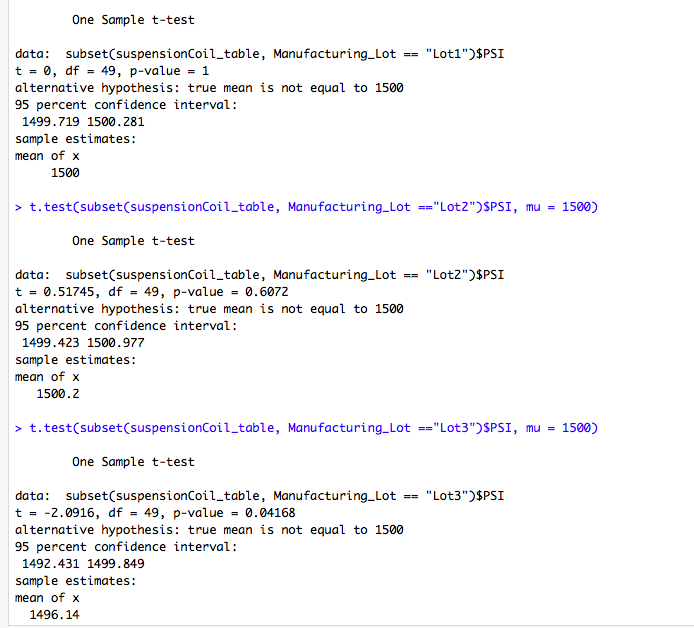 One Sample t-test
data:  subset(suspensionCoil_table, Manufacturing_Lot == "Lot1")$PSI
t = 0, df = 49, p-value = 1
alternative hypothesis: true mean is not equal to 1500
95 percent confidence interval:
1499.719 1500.281
sample estimates:
mean of x
1500
> t.test(subset(suspensionCoil_table, Manufacturing_Lot =="Lot2")$PSI, mu = 1500)
One Sample t-test
data:  subset(suspensionCoil_table, Manufacturing_Lot == "Lot2")$PSI
t = 0.51745, df = 49, p-value = 0.6072
alternative hypothesis: true mean is not equal to 1500
95 percent confidence interval:
1499.423 1500.977
sample estimates:
mean of x
1500.2
> t.test(subset(suspensionCoil_table, Manufacturing_Lot =="Lot3")$PSI, mu = 1500)
One Sample t-test
data:  subset(suspensionCoil_table, Manufacturing_Lot == "Lot3")$PSI
t = -2.0916, df = 49, p-value = 0.04168
alternative hypothesis: true mean is not equal to 1500
95 percent confidence interval:
1492.431 1499.849
sample estimates:
mean of x
1496.14